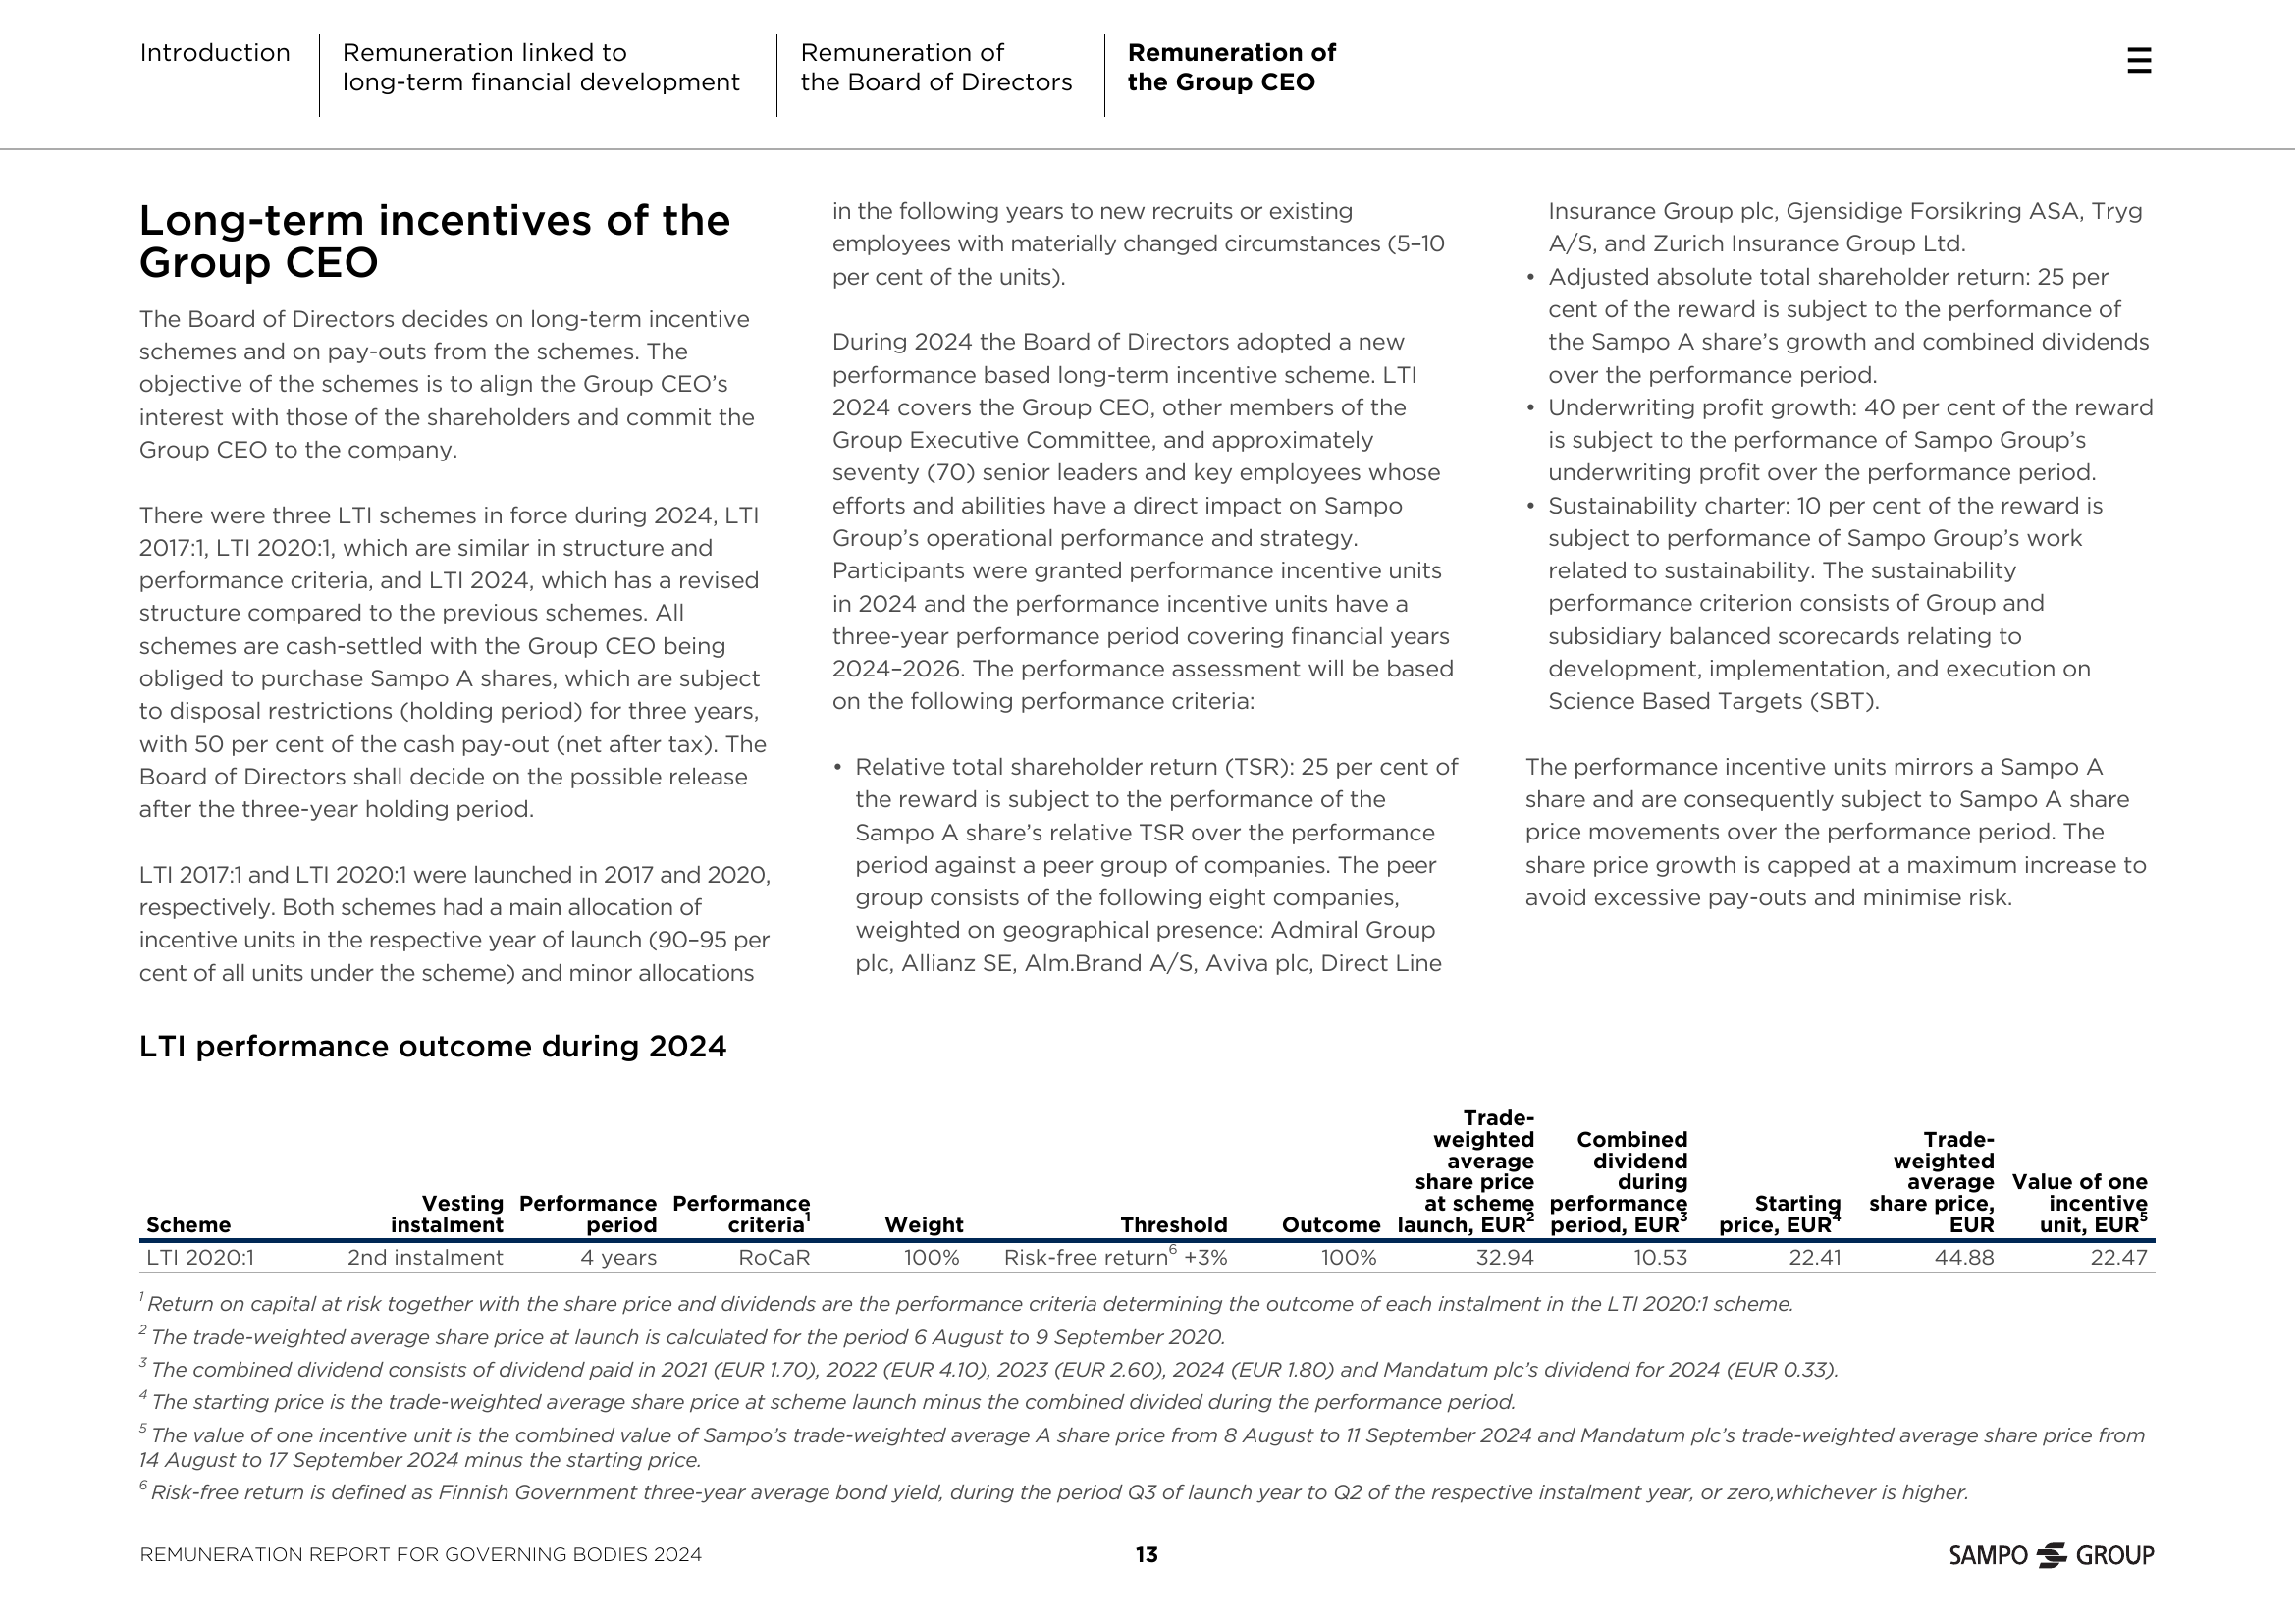 Introduction
Remuneration linked to
long-term financial development
Remuneration of
the Board of Directors
Remuneration of
the Group CEO
Long-term incentives of the
Group CEO
The Board of Directors decides on long-term incentive
schemes and on pay-outs from the schemes. The
objective of the schemes is to align the Group CEO’s
interest with those of the shareholders and commit the
Group CEO to the company.
There were three LTI schemes in force during 2024, LTI
2017:1, LTI 2020:1, which are similar in structure and
performance criteria, and LTI 2024, which has a revised
structure compared to the previous schemes. All
schemes are cash-settled with the Group CEO being
obliged to purchase Sampo A shares, which are subject
to disposal restrictions (holding period) for three years,
with 50 per cent of the cash pay-out (net after tax). The
Board of Directors shall decide on the possible release
after the three-year holding period.
LTI 2017:1 and LTI 2020:1 were launched in 2017 and 2020,
respectively. Both schemes had a main allocation of
incentive units in the respective year of launch (90–95 per
cent of all units under the scheme) and minor allocations
in the following years to new recruits or existing
employees with materially changed circumstances (5–10
per cent of the units).
During 2024 the Board of Directors adopted a new
performance based long-term incentive scheme. LTI
2024 covers the Group CEO, other members of the
Group Executive Committee, and approximately
seventy (70) senior leaders and key employees whose
efforts and abilities have a direct impact on Sampo
Group’s operational performance and strategy.
Participants were granted performance incentive units
in 2024 and the performance incentive units have a
three-year performance period covering financial years
2024–2026. The performance assessment will be based
on the following performance criteria:
• Relative total shareholder return (TSR): 25 per cent of
the reward is subject to the performance of the
Sampo A share’s relative TSR over the performance
period against a peer group of companies. The peer
group consists of the following eight companies,
weighted on geographical presence: Admiral Group
plc, Allianz SE, Alm.Brand A/S, Aviva plc, Direct Line
Insurance Group plc, Gjensidige Forsikring ASA, Tryg
A/S, and Zurich Insurance Group Ltd.
• Adjusted absolute total shareholder return: 25 per
cent of the reward is subject to the performance of
the Sampo A share’s growth and combined dividends
over the performance period.
• Underwriting profit growth: 40 per cent of the reward
is subject to the performance of Sampo Group’s
underwriting profit over the performance period.
• Sustainability charter: 10 per cent of the reward is
subject to performance of Sampo Group’s work
related to sustainability. The sustainability
performance criterion consists of Group and
subsidiary balanced scorecards relating to
development, implementation, and execution on
Science Based Targets (SBT).
The performance incentive units mirrors a Sampo A
share and are consequently subject to Sampo A share
price movements over the performance period. The
share price growth is capped at a maximum increase to
avoid excessive pay-outs and minimise risk.
LTI performance outcome during 2024
Scheme
Vesting
instalment
Performance
period
Performance
criteria1
Weight
Threshold
Outcome
Trade-
weighted
average
share price
at scheme
launch, EUR2
Combined
dividend
during
performance
period, EUR3
Starting
price, EUR4
Trade-
weighted
average
share price,
EUR
Value of one
incentive
unit, EUR5
LTI 2020:1 2nd instalment 4 years RoCaR 100% Risk-free return6 +3% 100% 32.94 10.53 22.41 44.88 22.47
1 Return on capital at risk together with the share price and dividends are the performance criteria determining the outcome of each instalment in the LTI 2020:1 scheme.
2 The trade-weighted average share price at launch is calculated for the period 6 August to 9 September 2020.
3 The combined dividend consists of dividend paid in 2021 (EUR 1.70), 2022 (EUR 4.10), 2023 (EUR 2.60), 2024 (EUR 1.80) and Mandatum plc’s dividend for 2024 (EUR 0.33).
4 The starting price is the trade-weighted average share price at scheme launch minus the combined divided during the performance period.
5 The value of one incentive unit is the combined value of Sampo’s trade-weighted average A share price from 8 August to 11 September 2024 and Mandatum plc’s trade-weighted average share price from
14 August to 17 September 2024 minus the starting price.
6 Risk-free return is defined as Finnish Government three-year average bond yield, during the period Q3 of launch year to Q2 of the respective instalment year, or zero,whichever is higher.
REMUNERATION REPORT FOR GOVERNING BODIES 2024
13
SAMPO GROUP